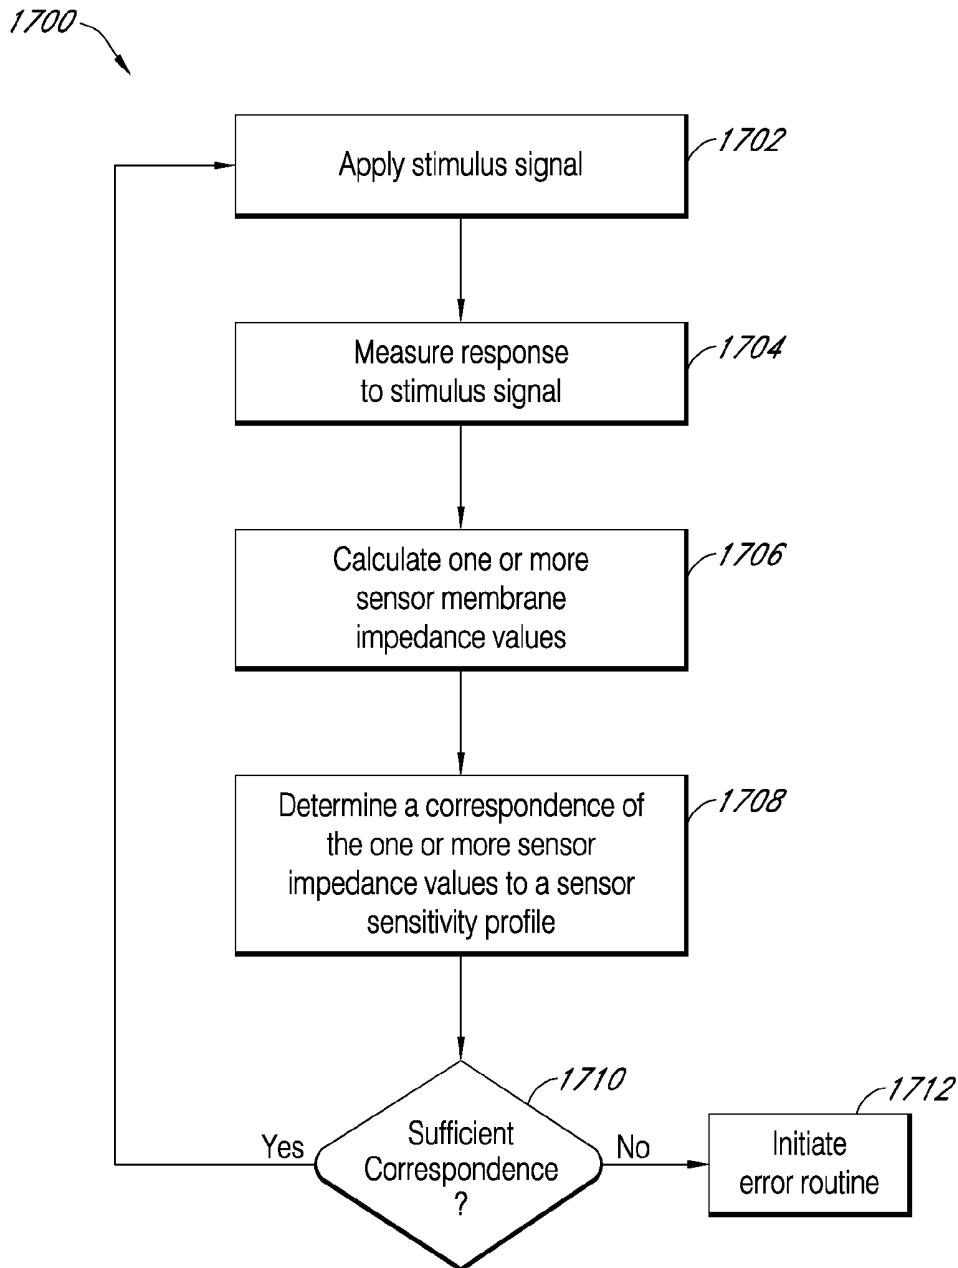 1700
Apply stimulus signal
1702
Measure response
to stimulus signal
1704
Calculate one or more
sensor membrane
impedance values
1706
Determine a correspondence of
the one or more sensor
impedance values to a sensor
sensitivity profile
1708
Sufficient
Correspondence
?
1710
Yes
No
Initiate
error routine
1712